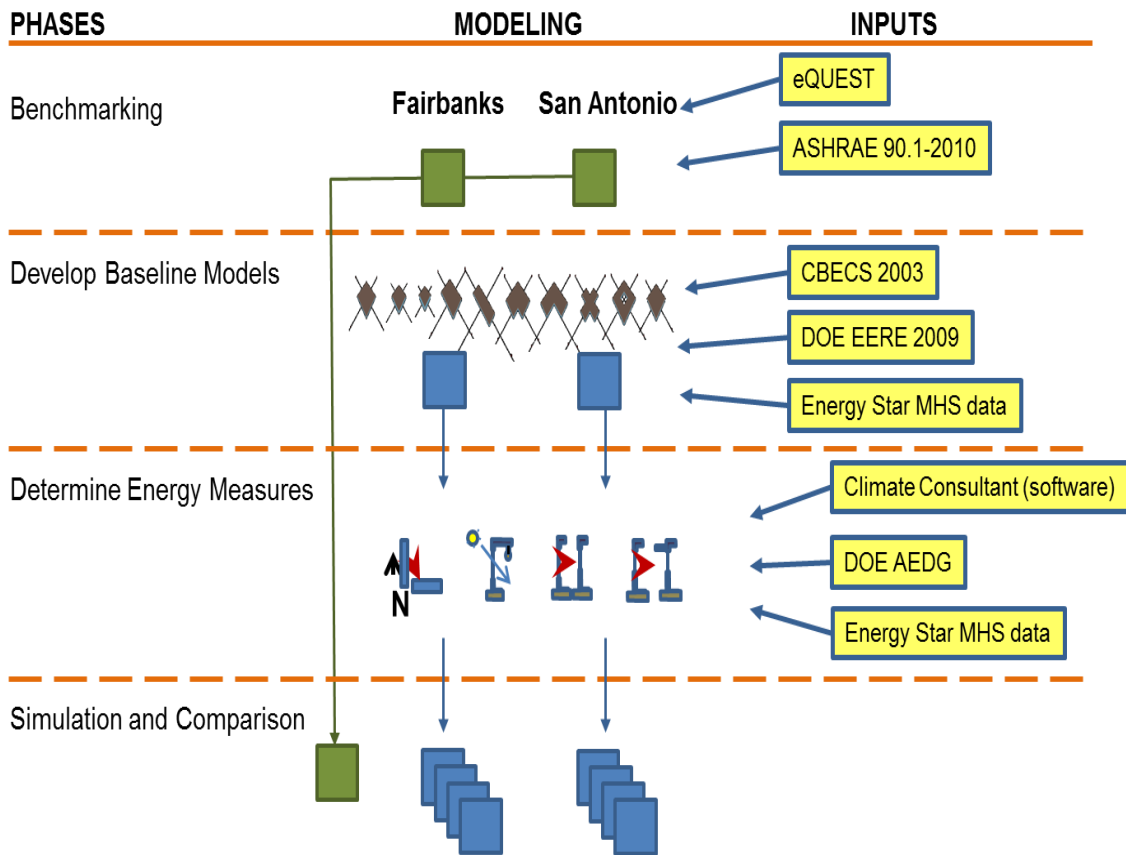 PHASES MODELING INPUTS
Benchmarking
Fairbanks San Antonio
eQUEST
ASHRAE 90.1-2010
Develop Baseline Models
CBECS 2003
DOE EERE 2009
Energy Star MHS data
Determine Energy Measures
Climate Consultant (software)
DOE AEDG
Energy Star MHS data
N
Simulation and Comparison